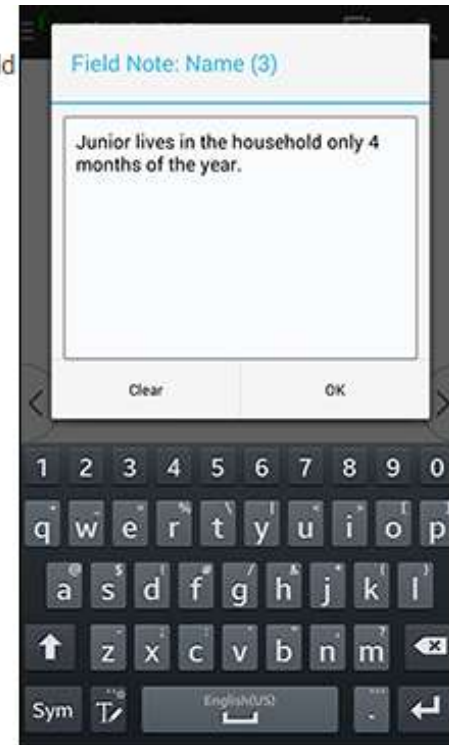 Field Note: Name (3)
Junior lives in the household only 4
months of the year.
Clear
OK
1 2 3 4 5 6 7 8 9 0
q w e r t y u i o p
a s d f g h j k l
z x c v b n m
Sym
English(US)